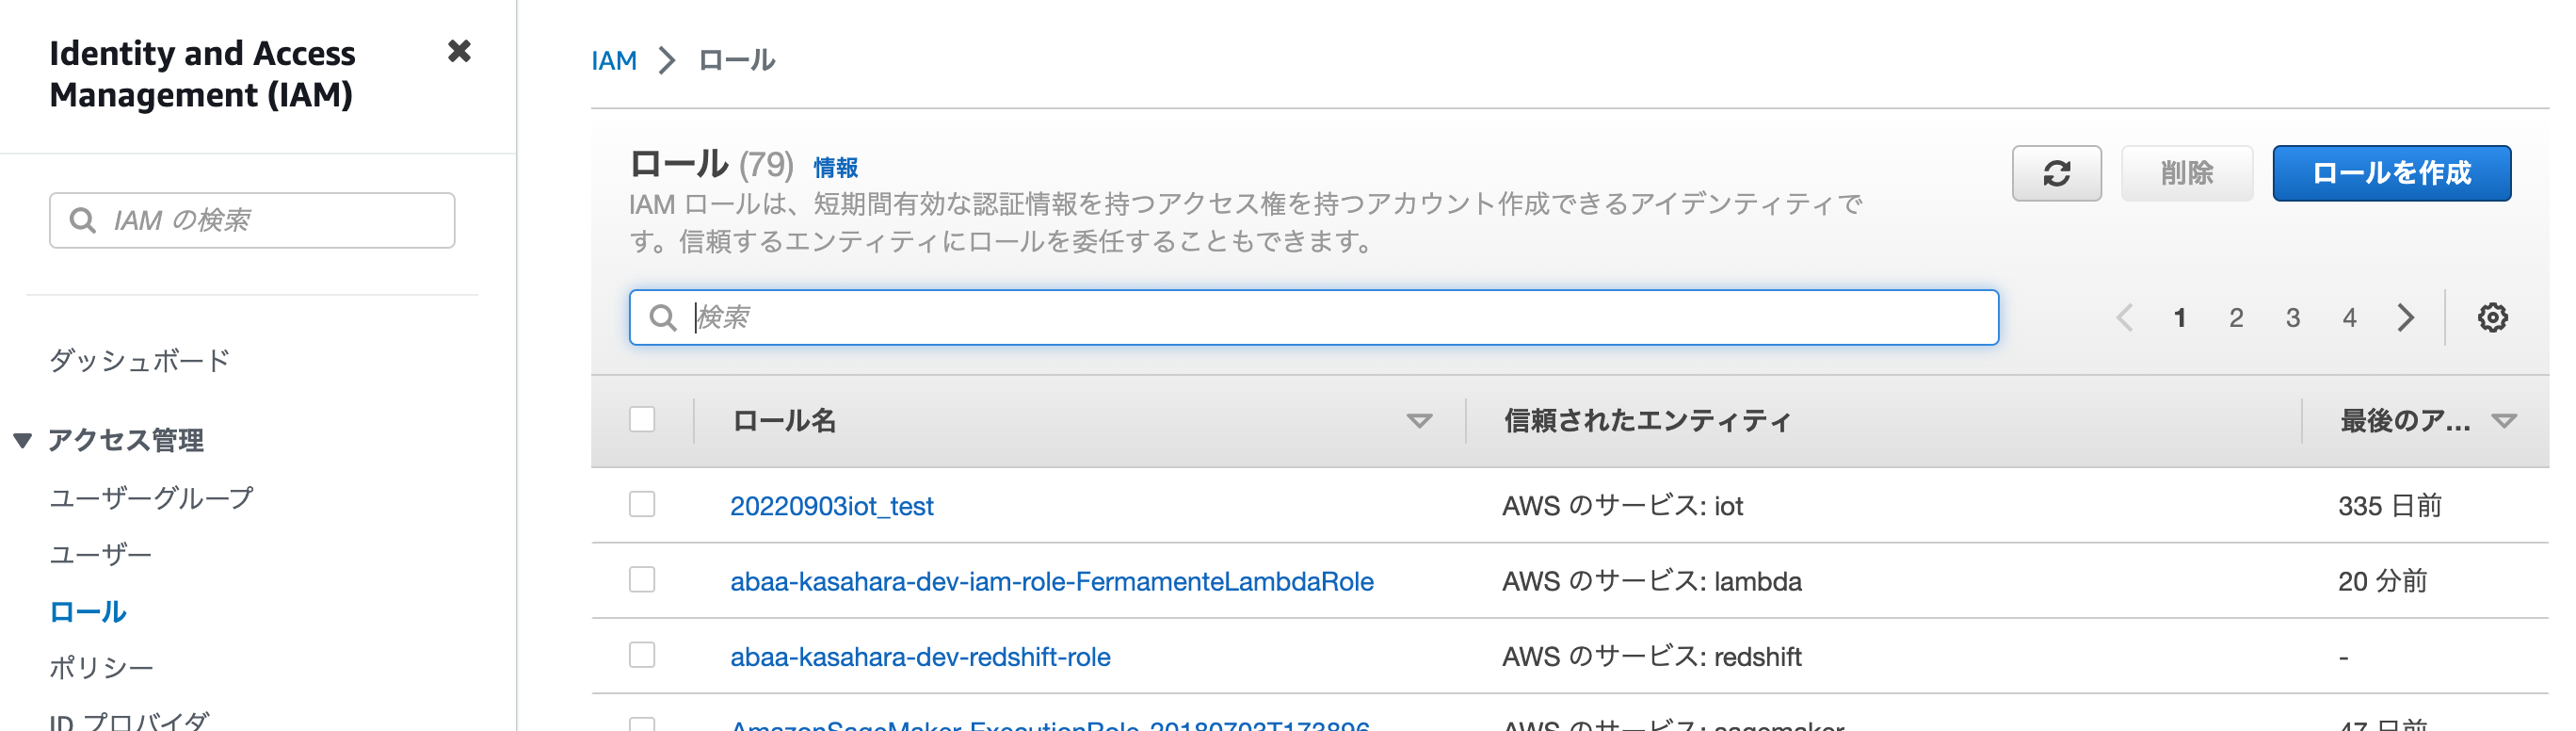 Identity and Access
Management (IAM)
IAM の検索
ダッシュボード
アクセス管理
ユーザーグループ
ユーザー
ロール
ポリシー
ID プロバイダ
IAM
ロール
ロール (79) 情報
IAM ロールは、短期間有効な認証情報を持つアクセス権を持つアカウント作成できるアイデンティティで
す。信頼するエンティティにロールを委任することもできます。
削除
ロールを作成
検索
1 2 3 4
ロール名 信頼されたエンティティ 最後のア...
20220903iot_test AWS のサービス: iot 335 日前
abaa-kasahara-dev-iam-role-FermamenteLambdaRole AWS のサービス: lambda 20 分前
abaa-kasahara-dev-redshift-role AWS のサービス: redshift -
AmazonSageMaker-ExecutionRole-20180703T173896 AWS のサービス: sagemaker 47 日前